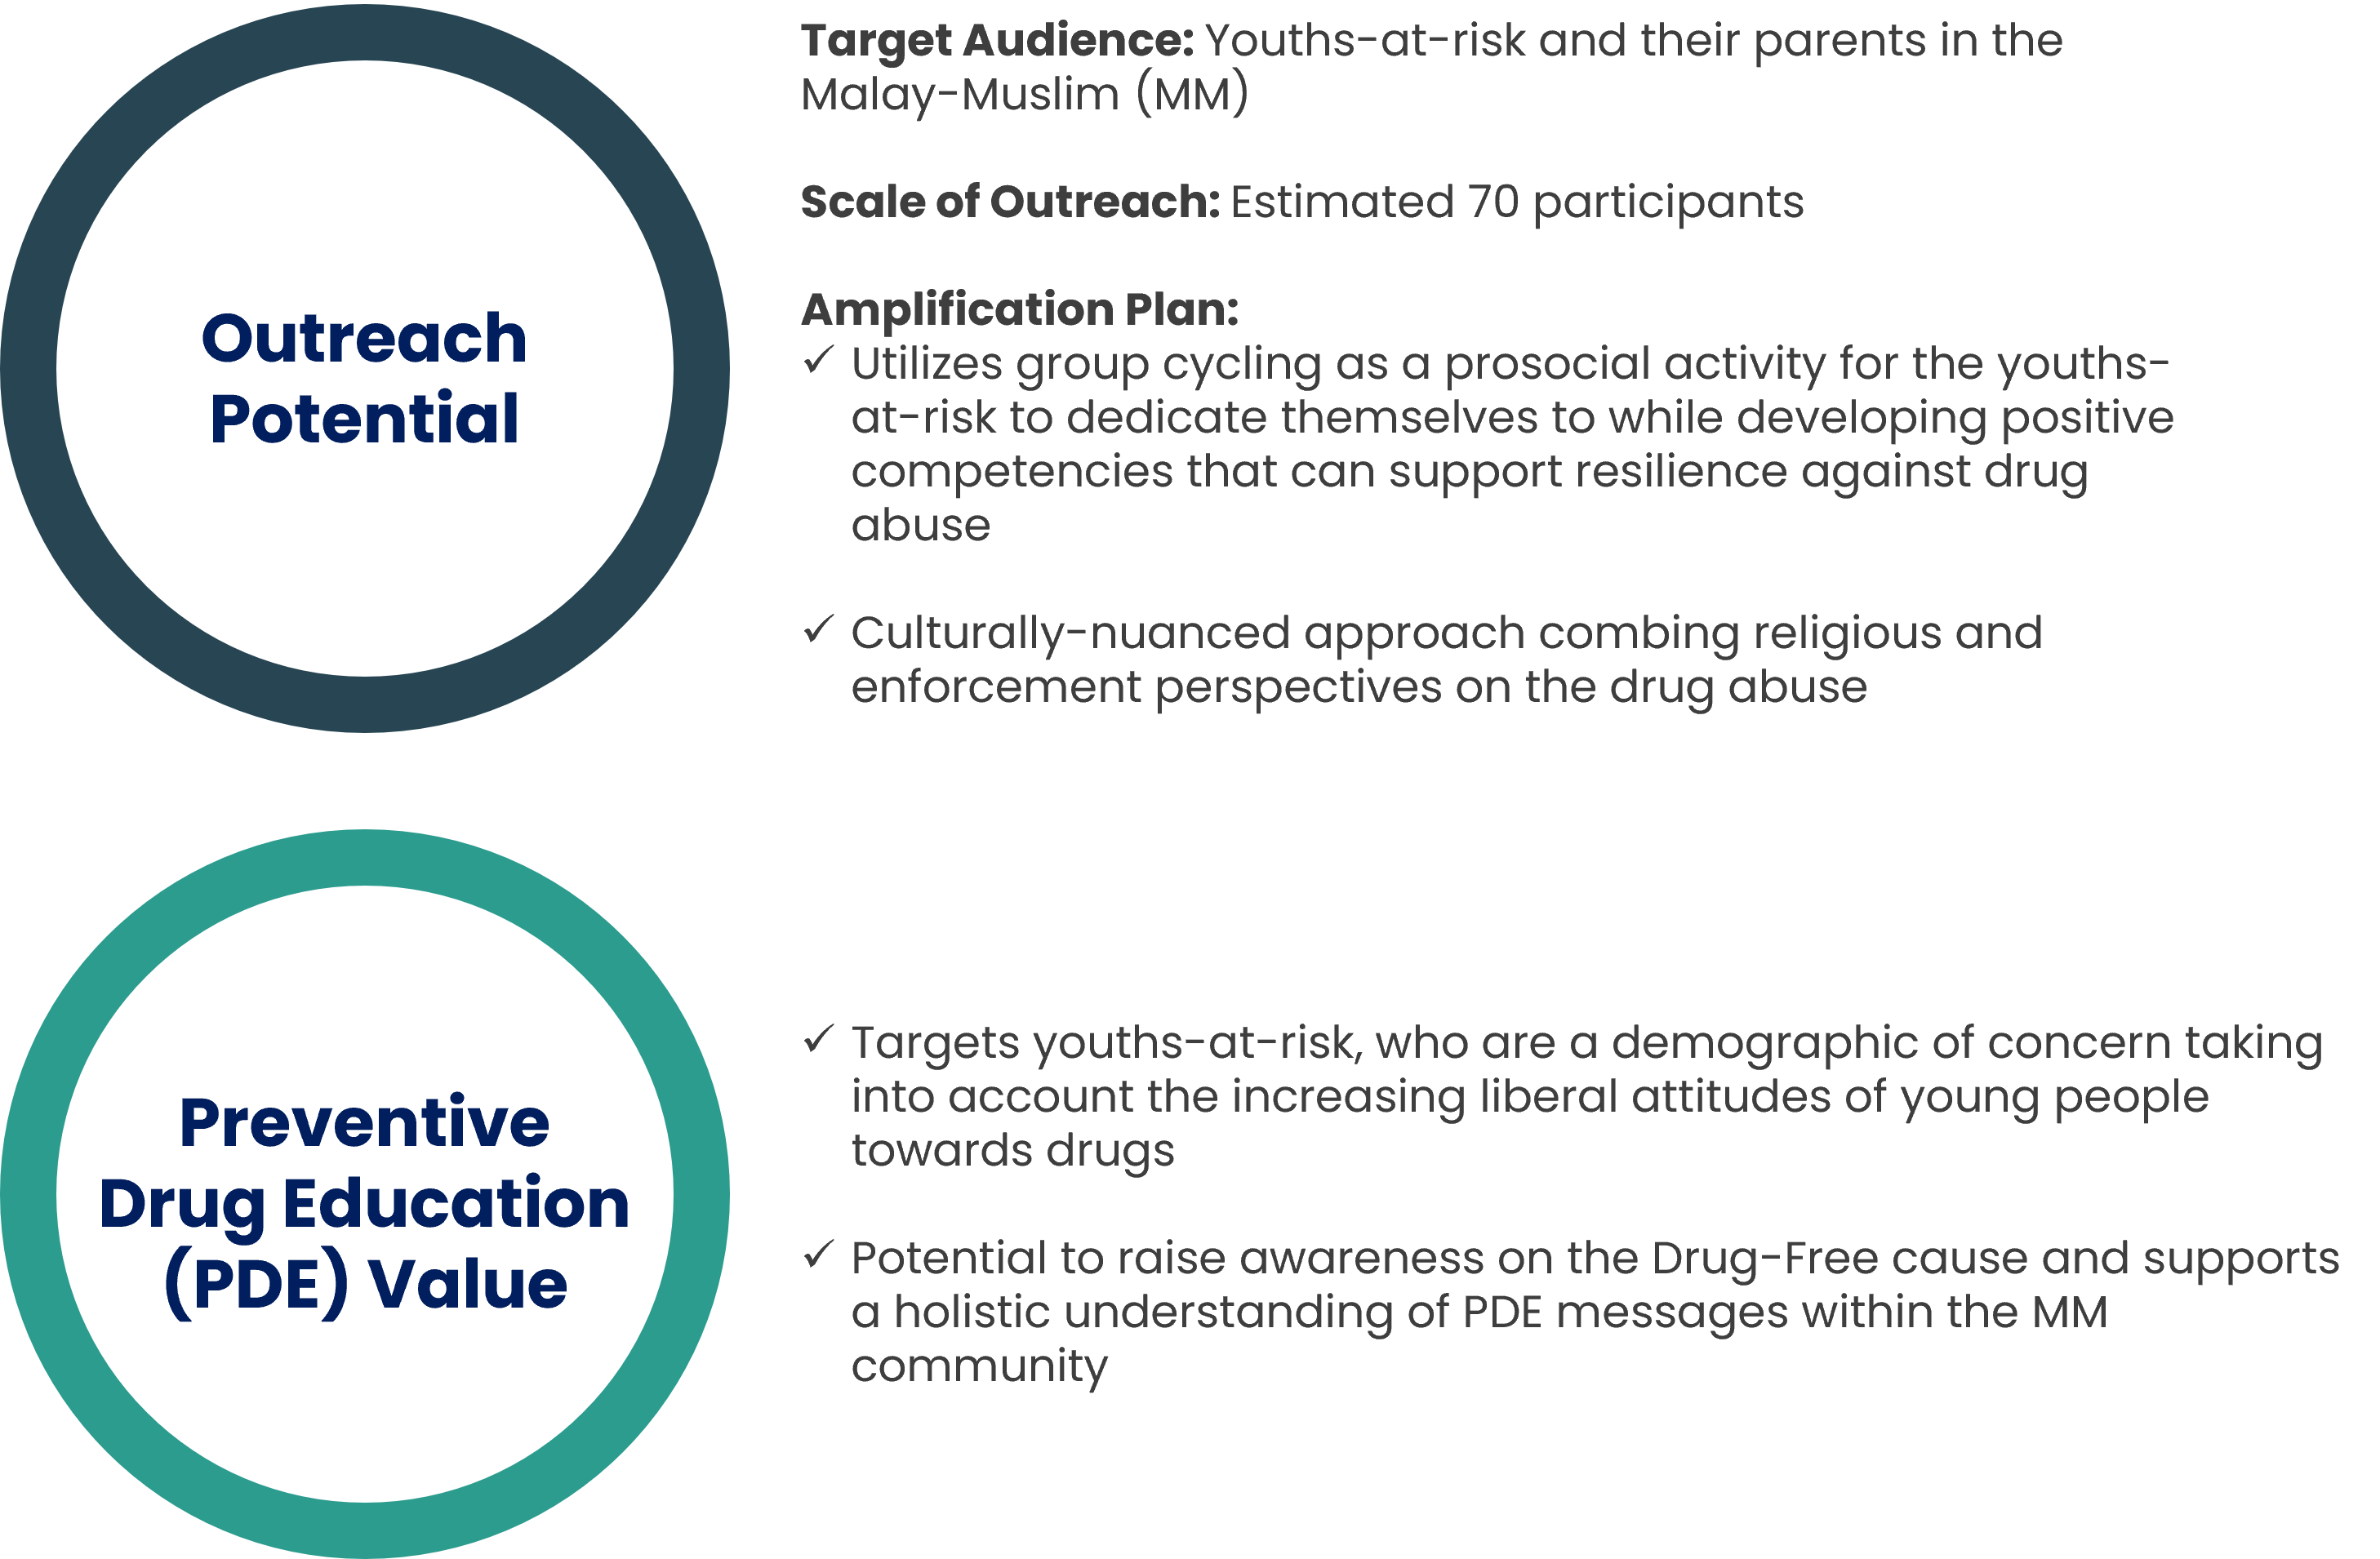 Outreach
Potential
Target Audience: Youths-at-risk and their parents in the
Malay-Muslim (MM)
Scale of Outreach: Estimated 70 participants
Amplification Plan:
✓ Utilizes group cycling as a prosocial activity for the youths-
at-risk to dedicate themselves to while developing positive
competencies that can support resilience against drug
abuse
✓ Culturally-nuanced approach combing religious and
enforcement perspectives on the drug abuse
Preventive
Drug Education
(PDE) Value
✓ Targets youths-at-risk, who are a demographic of concern taking
into account the increasing liberal attitudes of young people
towards drugs
✓ Potential to raise awareness on the Drug-Free cause and supports
a holistic understanding of PDE messages within the MM
community